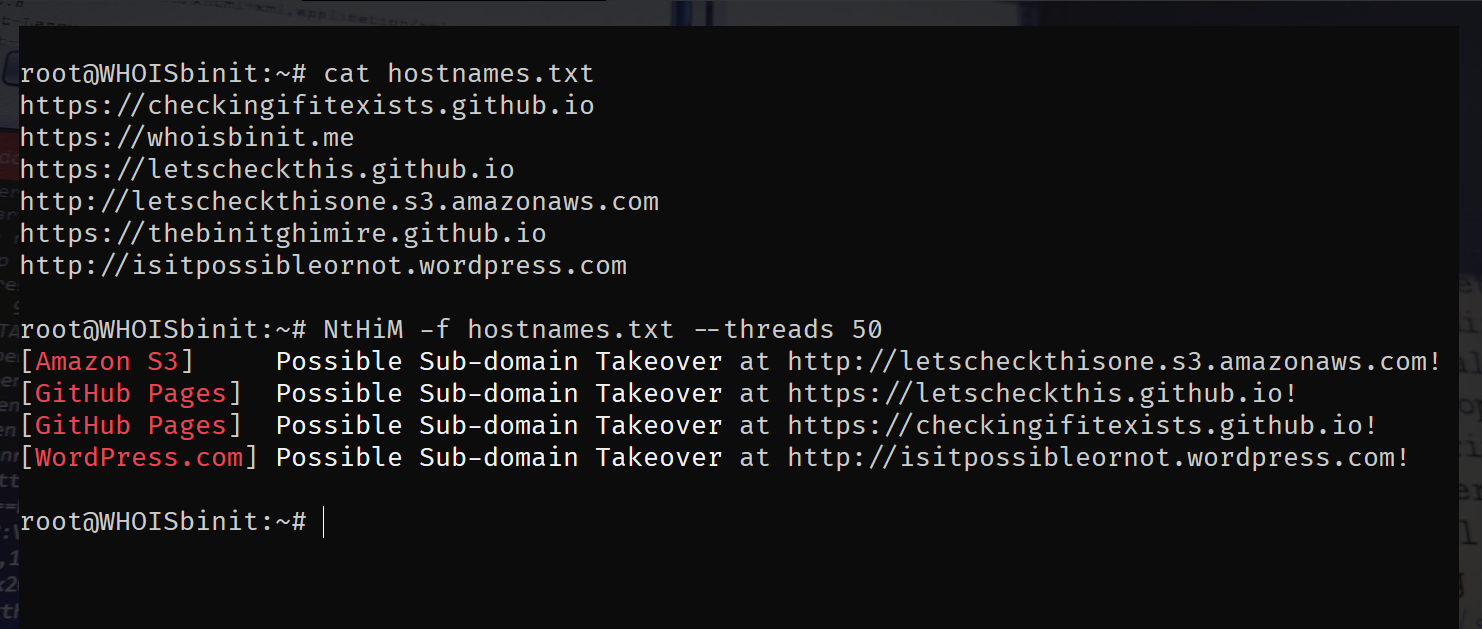 root@WHOISbinit:~# cat hostnames.txt
https://checkingifitexists.github.io
https://whoisbinit.me
https://letscheckthis.github.io
http://letscheckthisone.s3.amazonaws.com
https://thebinitghimire.github.io
http://isitpossibleornot.wordpress.com
root@WHOISbinit:~# NtHiM -f hostnames.txt --threads 50
[Amazon S3] Possible Sub-domain Takeover at http://letscheckthisone.s3.amazonaws.com!
[GitHub Pages] Possible Sub-domain Takeover at https://letscheckthis.github.io!
[GitHub Pages] Possible Sub-domain Takeover at https://checkingifitexists.github.io!
[WordPress.com] Possible Sub-domain Takeover at http://isitpossibleornot.wordpress.com!
root@WHOISbinit:~#